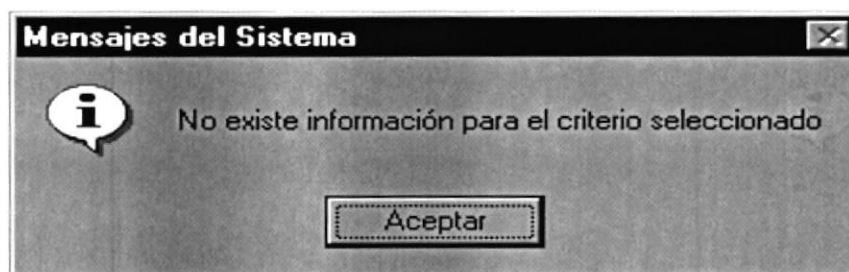 Mensajes del Sistema
No existe información para el criterio seleccionado
Aceptar